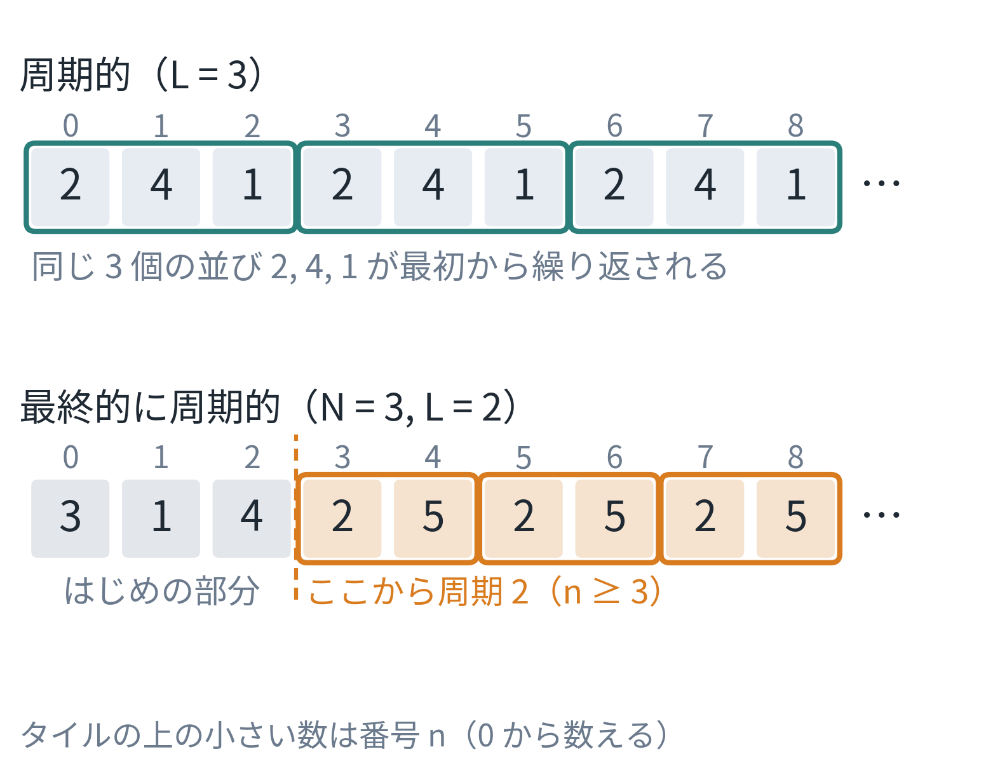 周期的（L = 3）
0 1 2 3 4 5 6 7 8
2 4 1 2 4 1 2 4 1 …
同じ 3 個の並び 2, 4, 1 が最初から繰り返される
最終的に周期的（N = 3, L = 2）
0 1 2 3 4 5 6 7 8
3 1 4 2 5 2 5 2 5 …
はじめの部分 ここから周期 2（n ≥ 3）
タイルの上の小さい数は番号 n（0 から数える）